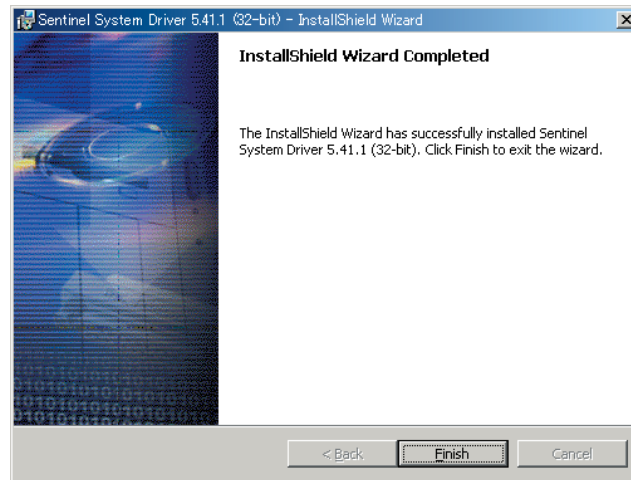 Sentinel System Driver 5.41.1 (32-bit) - InstallShield Wizard
InstallShield Wizard Completed
The InstallShield Wizard has successfully installed Sentinel
System Driver 5.41.1 (32-bit). Click Finish to exit the wizard.
< Back
Finish
Cancel